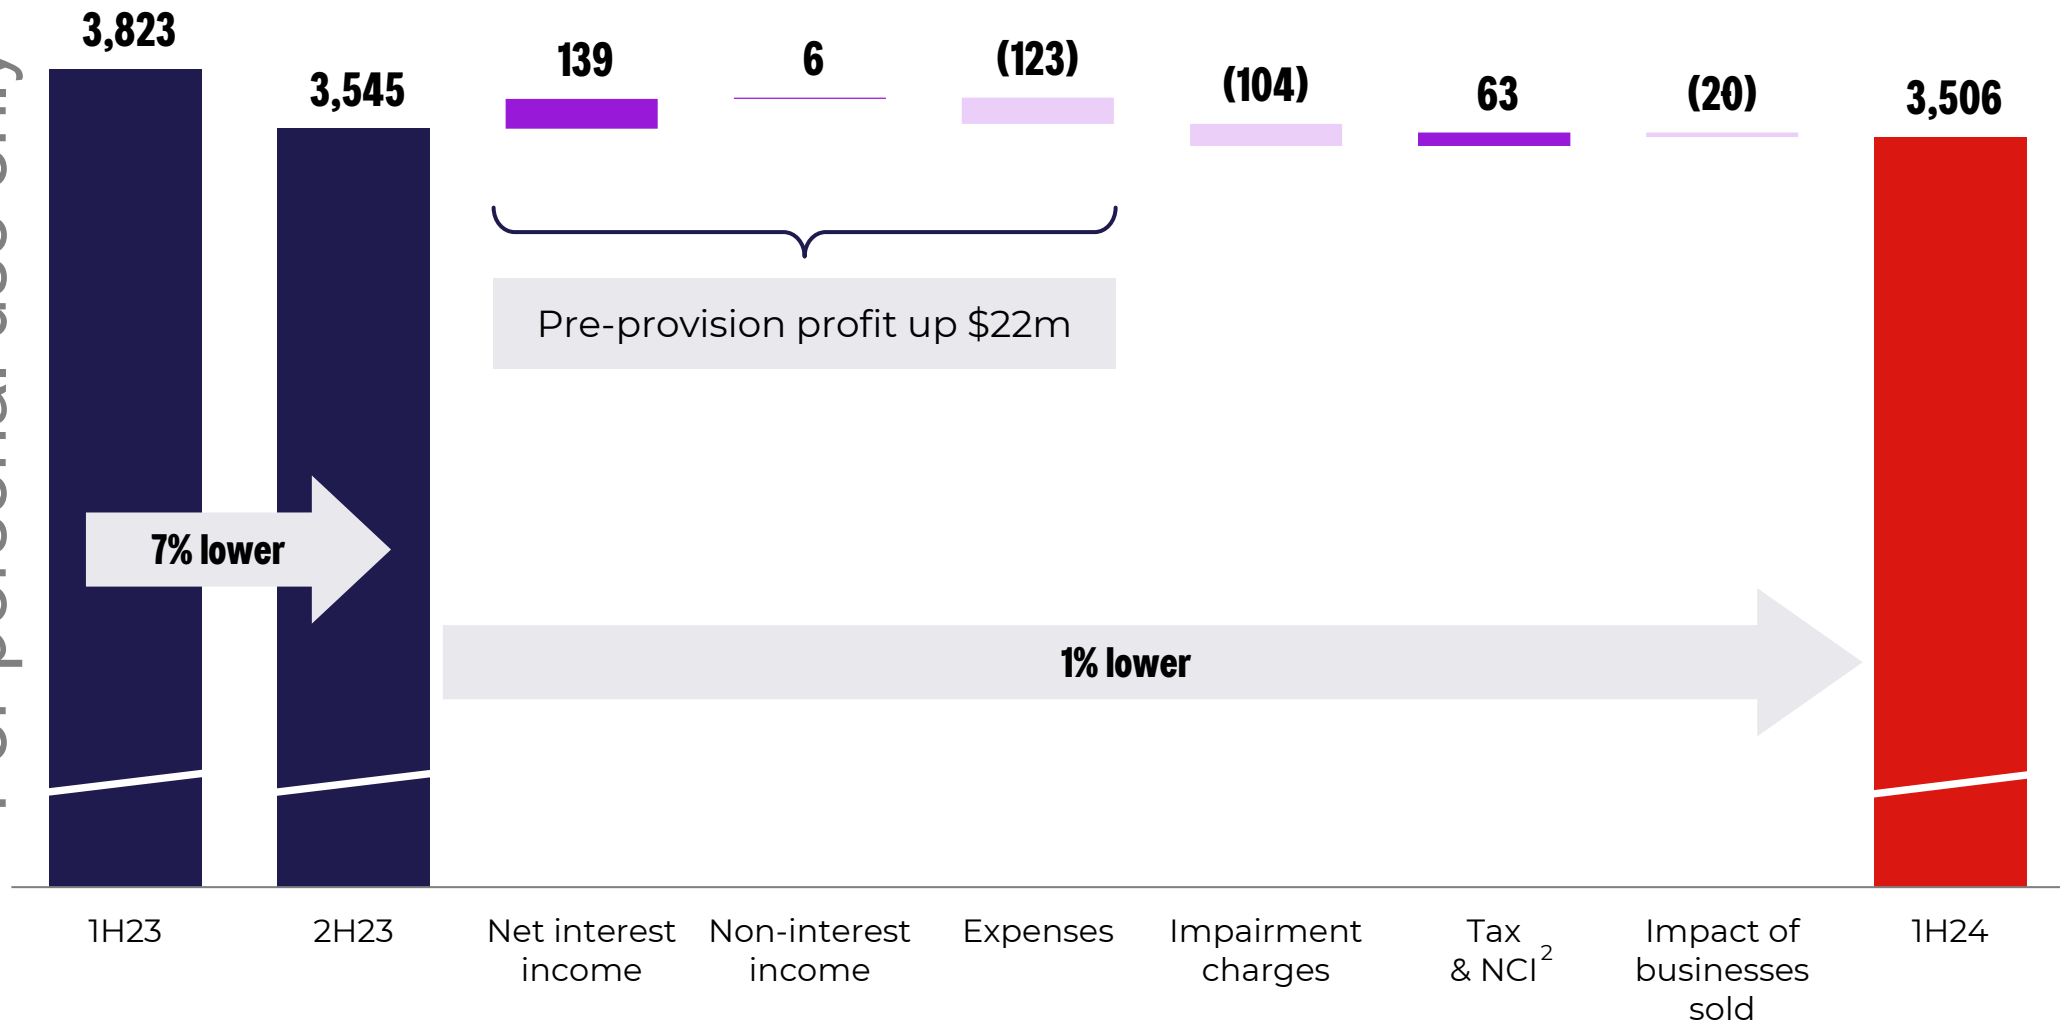 3,823
3,545
139
6
(123)
(104)
63
(20)
3,506
Pre-provision profit up $22m
7% lower
1% lower
1H23
2H23
Net interest
income
Non-interest
income
Expenses
Impairment
charges
Tax
& NCI2
Impact of
businesses
sold
1H24